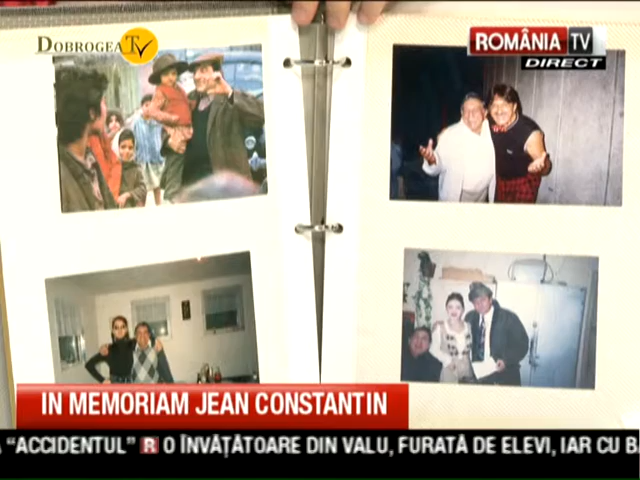 DOBROGEA TV
ROMÂNIA TV
DIRECT
IN MEMORIAM JEAN CONSTANTIN
"ACCIDENTUL" R O ÎNVĂȚĂTOARE DIN VALU, FURATĂ DE ELEVI, IAR CU